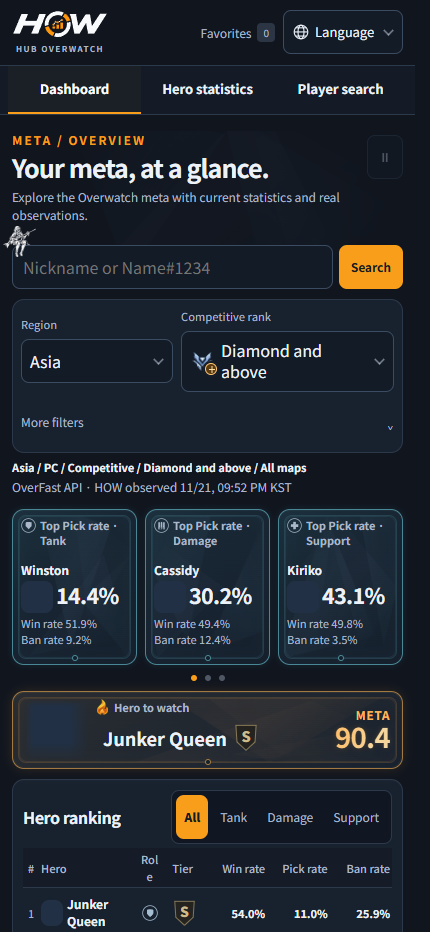 HOW
HUB OVERWATCH
Favorites 0
Language
Dashboard Hero statistics Player search
META / OVERVIEW
Your meta, at a glance.
Explore the Overwatch meta with current statistics and real
observations.
Nickname or Name#1234
Search
Region
Asia
Competitive rank
Diamond and
above
More filters
Asia / PC / Competitive / Diamond and above / All maps
OverFast API · HOW observed 11/21, 09:52 PM KST
Top Pick rate ·
Tank
Winston
14.4%
Win rate 51.9%
Ban rate 9.2%
Top Pick rate ·
Damage
Cassidy
30.2%
Win rate 49.4%
Ban rate 12.4%
Top Pick rate ·
Support
Kiriko
43.1%
Win rate 49.8%
Ban rate 3.5%
Hero to watch
Junker Queen S
META
90.4
Hero ranking
All Tank Damage Support
# Hero Rol
e Tier Win rate Pick rate Ban rate
1 Junker
Queen S 54.0% 11.0% 25.9%